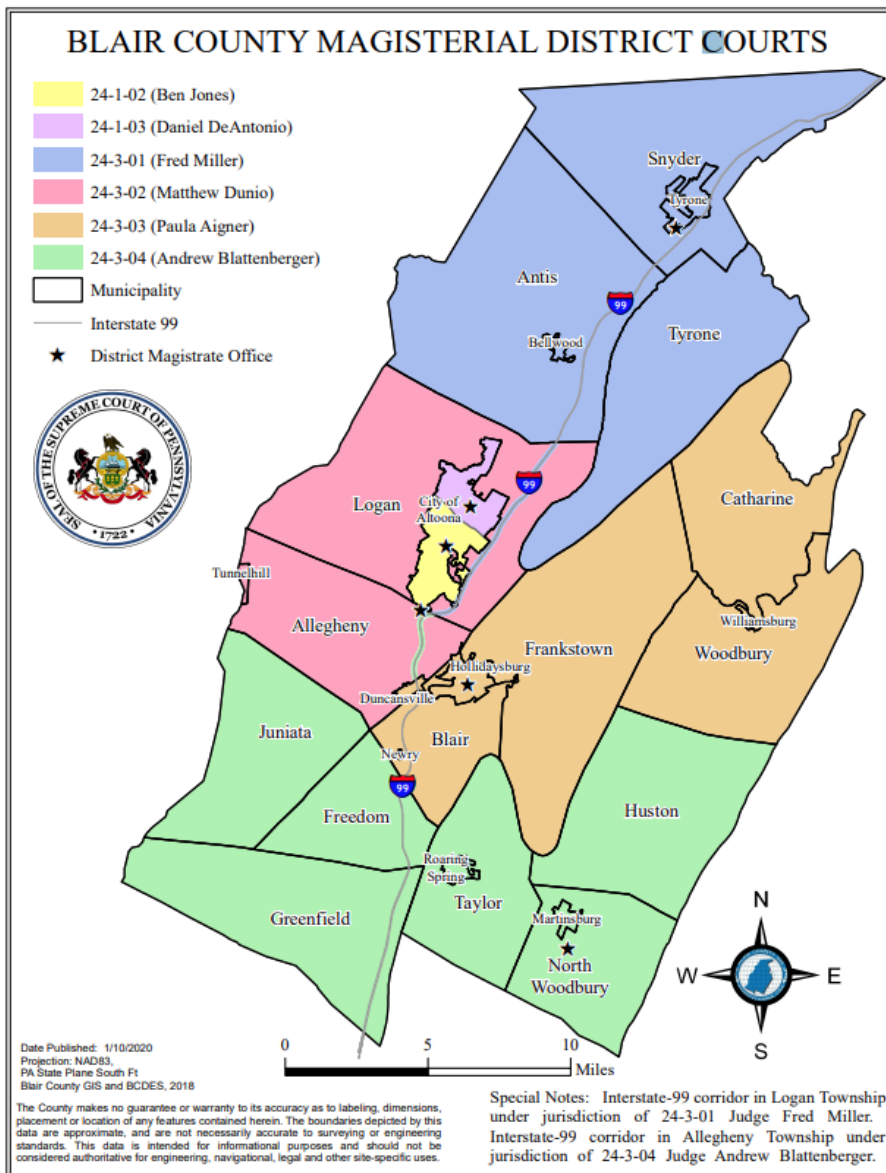 BLAIR COUNTY MAGISTERIAL DISTRICT COURTS
24-1-02 (Ben Jones)
24-1-03 (Daniel DeAntonio)
24-3-01 (Fred Miller)
24-3-02 (Matthew Dunio)
24-3-03 (Paula Aigner)
24-3-04 (Andrew Blattenberger)
Municipality
Interstate 99
District Magistrate Office
SEAL OF THE SUPREME COURT OF PENNSYLVANIA
• 1722 •
Snyder
Tyrone
Antis
99
Bellwood
Tyrone
99
Logan
City of
Altoona
Catharine
Tunnelhill
Allegheny
Williamsburg
Frankstown
Woodbury
Hollidaysburg
Duncansville
Juniata
Blair
Newry
99
Freedom
Huston
Roaring
Spring
Taylor
Greenfield
Martinsburg
North
Woodbury
N
W
E
S
Date Published: 1/10/2020
Projection: NAD83,
PA State Plane South Ft
Blair County GIS and BCDES, 2018
0
5
10
Miles
The County makes no guarantee or warranty to its accuracy as to labeling, dimensions,
placement or location of any features contained herein. The boundaries depicted by this
data are approximate, and are not necessarily accurate to surveying or engineering
standards. This data is intended for informational purposes and should not be
considered authoritative for engineering, navigational, legal and other site-specific uses.
Special Notes: Interstate-99 corridor in Logan Township
under jurisdiction of 24-3-01 Judge Fred Miller.
Interstate-99 corridor in Allegheny Township under
jurisdiction of 24-3-04 Judge Andrew Blattenberger.